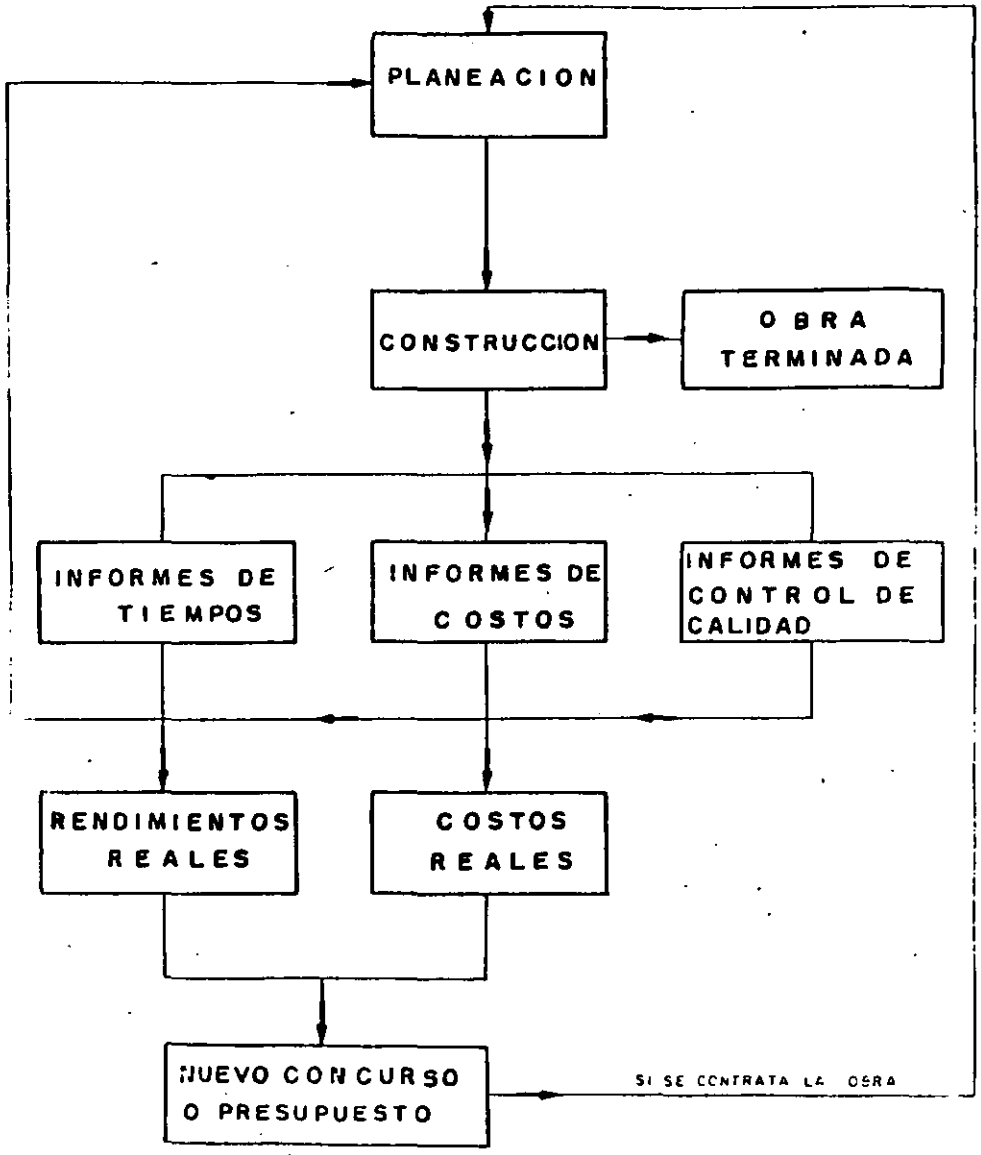 PLANEACION
CONSTRUCCION
OBRA
TERMINADA
INFORMES DE
TIEMPOS
INFORMES DE
COSTOS
INFORMES DE
CONTROL DE
CALIDAD
RENDIMIENTOS
REALES
COSTOS
REALES
NUEVO CONCURSO
O PRESUPUESTO
SI SE CONTRATA LA OBRA